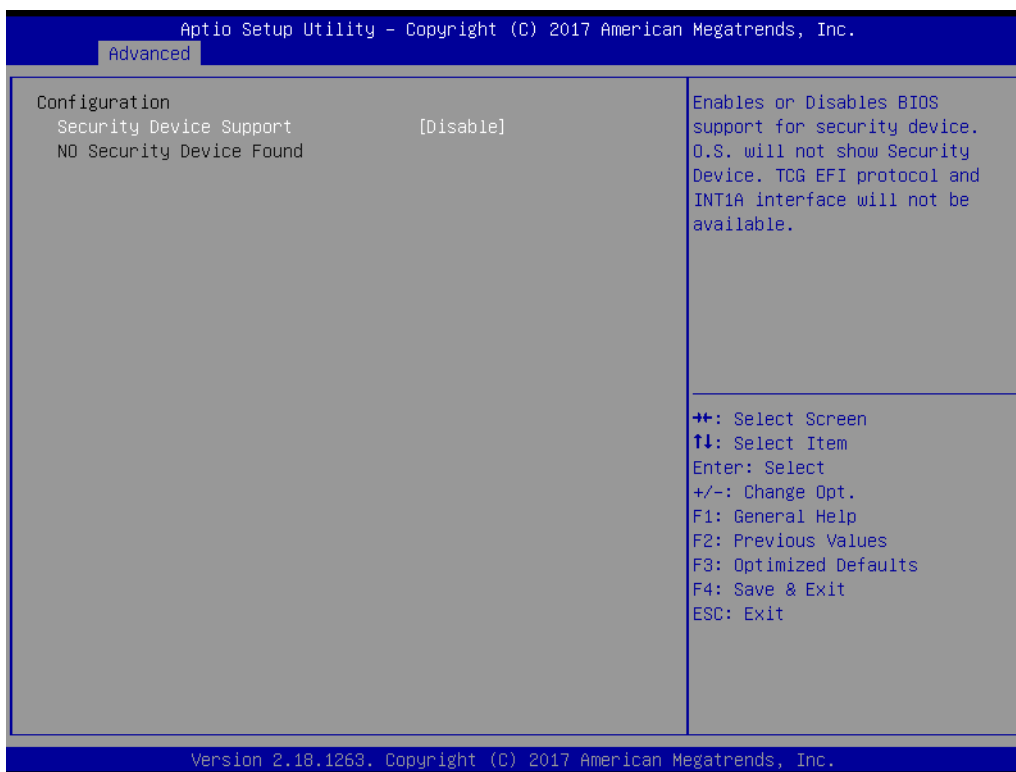 Aptio Setup Utility – Copyright (C) 2017 American Megatrends, Inc.
Advanced
Configuration
Security Device Support [Disable]
NO Security Device Found
Enables or Disables BIOS
support for security device.
O.S. will not show Security
Device. TCG EFI protocol and
INT1A interface will not be
available.
→←: Select Screen
↑↓: Select Item
Enter: Select
+/-: Change Opt.
F1: General Help
F2: Previous Values
F3: Optimized Defaults
F4: Save & Exit
ESC: Exit
Version 2.18.1263. Copyright (C) 2017 American Megatrends, Inc.